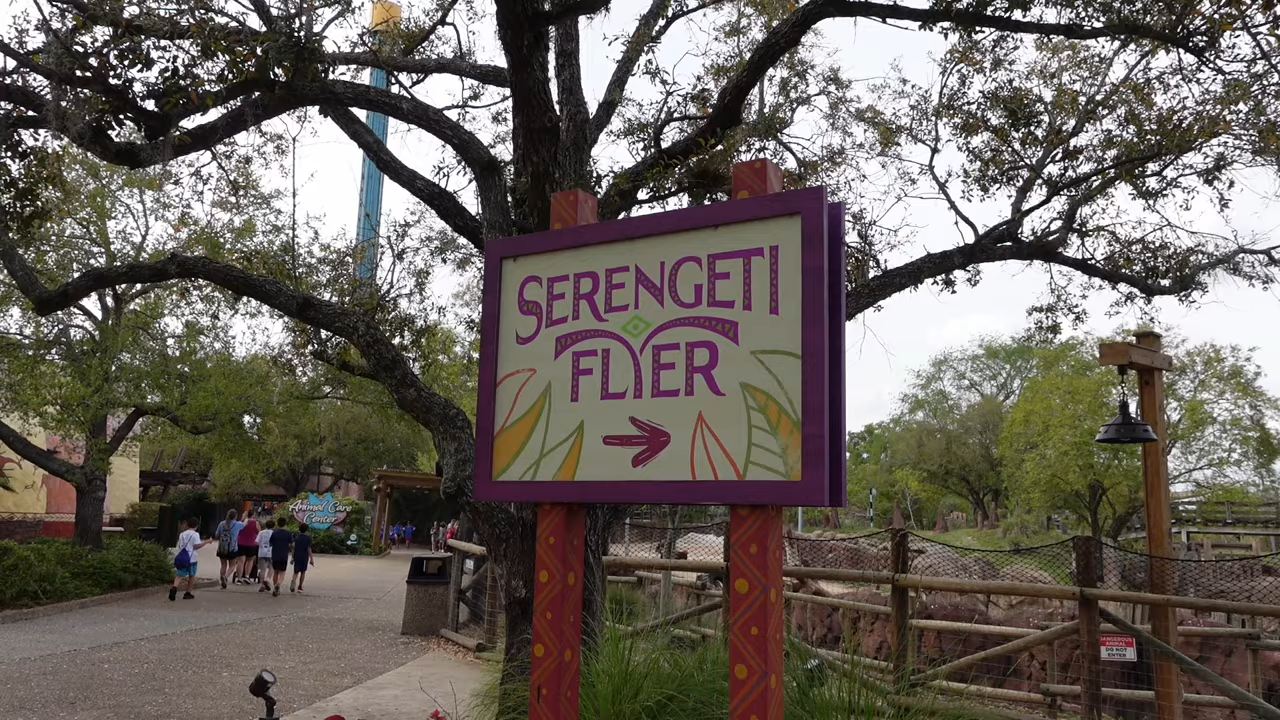 SERENGETI
FLYER
Animal Care
Center
DANGEROUS
ANIMAL
DO NOT
ENTER